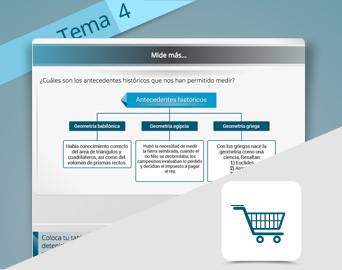 Tema 4
Mide más...
¿Cuáles son los antecedentes históricos que nos han permitido medir?
Antecedentes históricos
Geometría babilónica
Geometría egipcia
Geometría griega
Había conocimiento correcto
del área de triángulos y
cuadriláteros, así como del
volumen de prismas rectos.
Hubo la necesidad de medir
la tierra sembrada, cuando el
río Nilo se desbordaba, los
campesinos evaluaban lo perdido
y decidían el impuesto a pagar
al rey.
Con los griegos nace la
geometría como una
ciencia. Resaltan:
1) Euclides
2)
Coloca tu